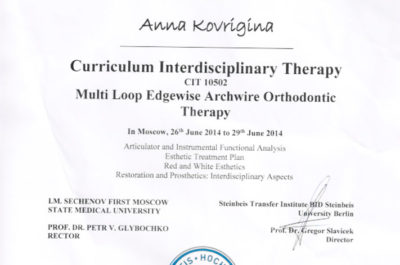 Anna Kovrigina
Curriculum Interdisciplinary Therapy
CIT 10502
Multi Loop Edgewise Archwire Orthodontic
Therapy
In Moscow, 26th June 2014 to 29th June 2014
Articulator and Instrumental Functional Analysis
Esthetic Treatment Plan
Red and White Esthetics
Restoration and Prosthetics: Interdisciplinary Aspects
I.M. SECHENOV FIRST MOSCOW
STATE MEDICAL UNIVERSITY
PROF. DR. PETR V. GLYBOCHKO
RECTOR
Steinbeis Transfer Institute BID Steinbeis
University Berlin
Prof. Dr. Gregor Slavicek
Director
HOCH